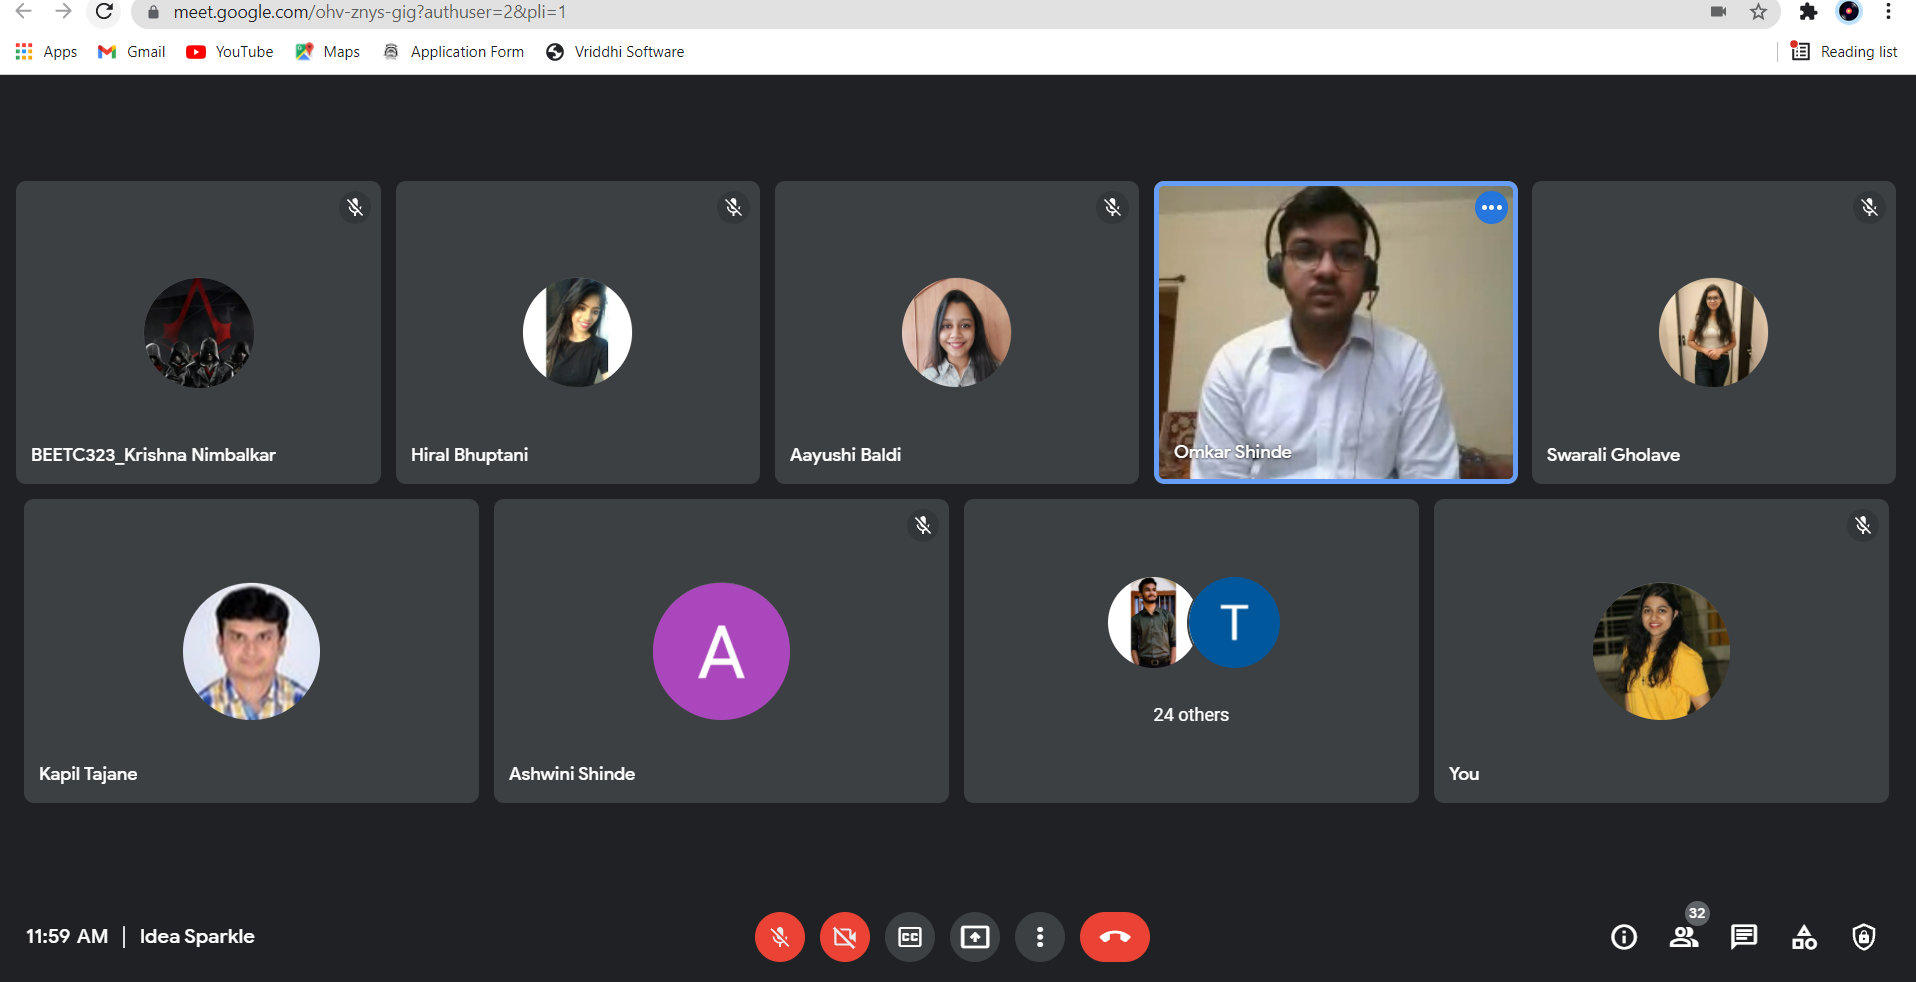 meet.google.com/ohv-znys-gig?authuser=2&pli=1
Apps Gmail YouTube Maps Application Form Vriddhi Software Reading list
BEETC323_Krishna Nimbalkar
Hiral Bhuptani
Aayushi Baldi
Omkar Shinde
Swarali Gholave
A
T
24 others
Kapil Tajane
Ashwini Shinde
You
11:59 AM | Idea Sparkle
CC
32